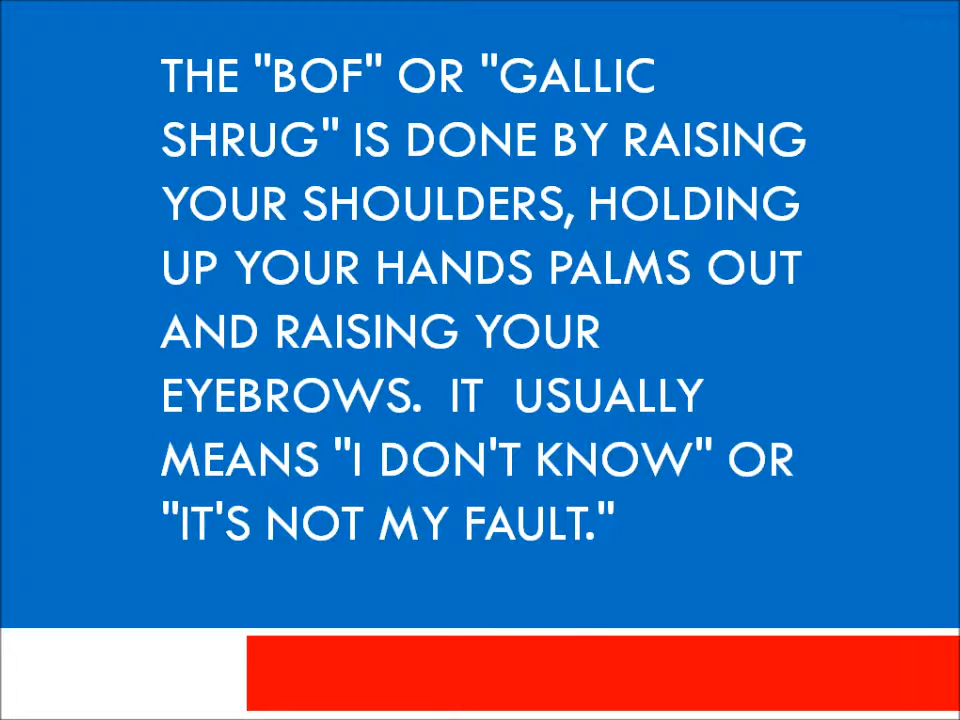 THE "BOF" OR "GALLIC
SHRUG" IS DONE BY RAISING
YOUR SHOULDERS, HOLDING
UP YOUR HANDS PALMS OUT
AND RAISING YOUR
EYEBROWS.  IT  USUALLY
MEANS "I DON'T KNOW" OR
"IT'S NOT MY FAULT."